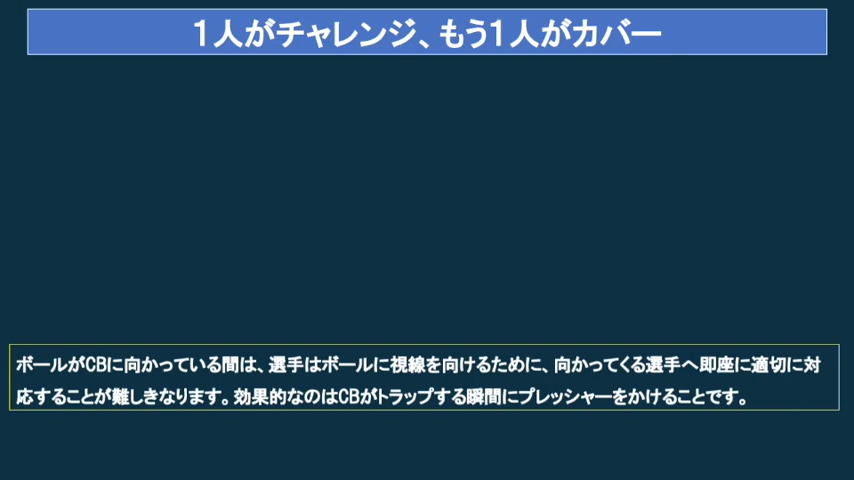 1人がチャレンジ、もう1人がカバー
ボールがCBに向かっている間は、選手はボールに視線を向けるために、向かってくる選手へ即座に適切に対
応することが難しきなります。効果的なのはCBがトラップする瞬間にプレッシャーをかけることです。